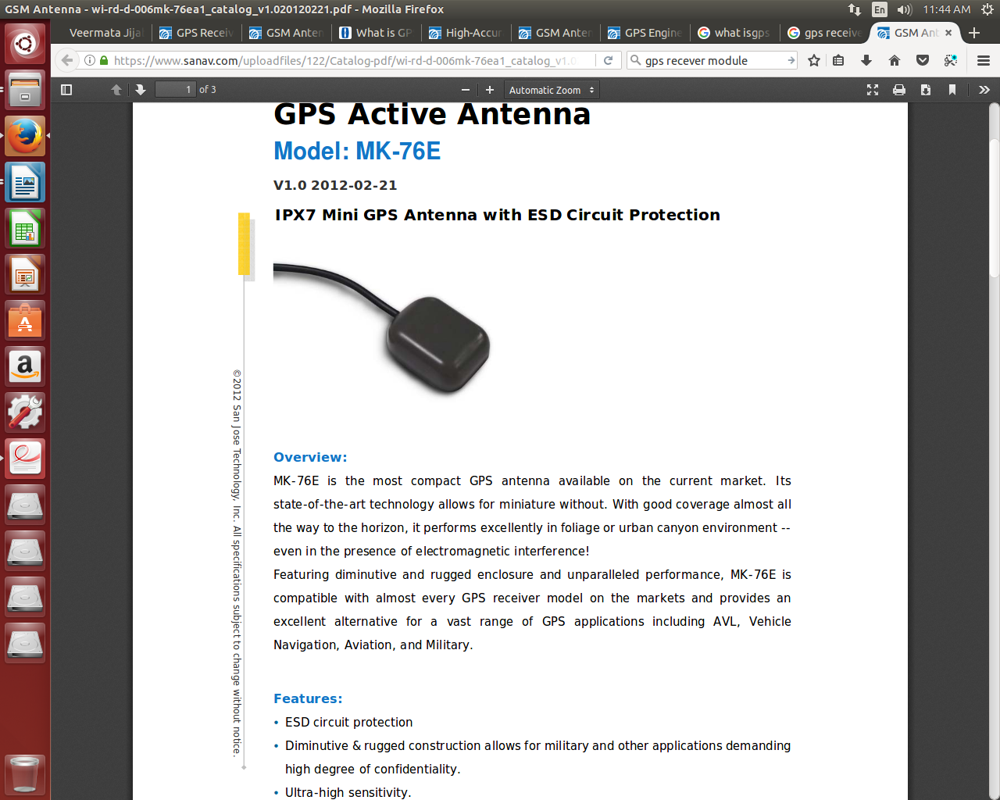 GSM Antenna - wi-rd-d-006mk-76ea1_catalog_v1.020120221.pdf - Mozilla Firefox
En
11:44 AM
Veermata Jija
GPS Receiv
GSM Anten
What is GP
High-Accur
GSM Anten
GPS Engine
what isgps
gps receive
GSM Ant
https://www.sanav.com/uploadfiles/122/Catalog-pdf/wi-rd-d-006mk-76ea1_catalog_v1.0
gps recever module
1
of 3
Automatic Zoom
GPS Active Antenna
Model: MK-76E
V1.0 2012-02-21
IPX7 Mini GPS Antenna with ESD Circuit Protection
©2012 San Jose Technology, Inc. All specifications subject to change without notice.
Overview:
MK-76E is the most compact GPS antenna available on the current market. Its
state-of-the-art technology allows for miniature without. With good coverage almost all
the way to the horizon, it performs excellently in foliage or urban canyon environment --
even in the presence of electromagnetic interference!
Featuring diminutive and rugged enclosure and unparalleled performance, MK-76E is
compatible with almost every GPS receiver model on the markets and provides an
excellent alternative for a vast range of GPS applications including AVL, Vehicle
Navigation, Aviation, and Military.
Features:
• ESD circuit protection
• Diminutive & rugged construction allows for military and other applications demanding
high degree of confidentiality.
• Ultra-high sensitivity.